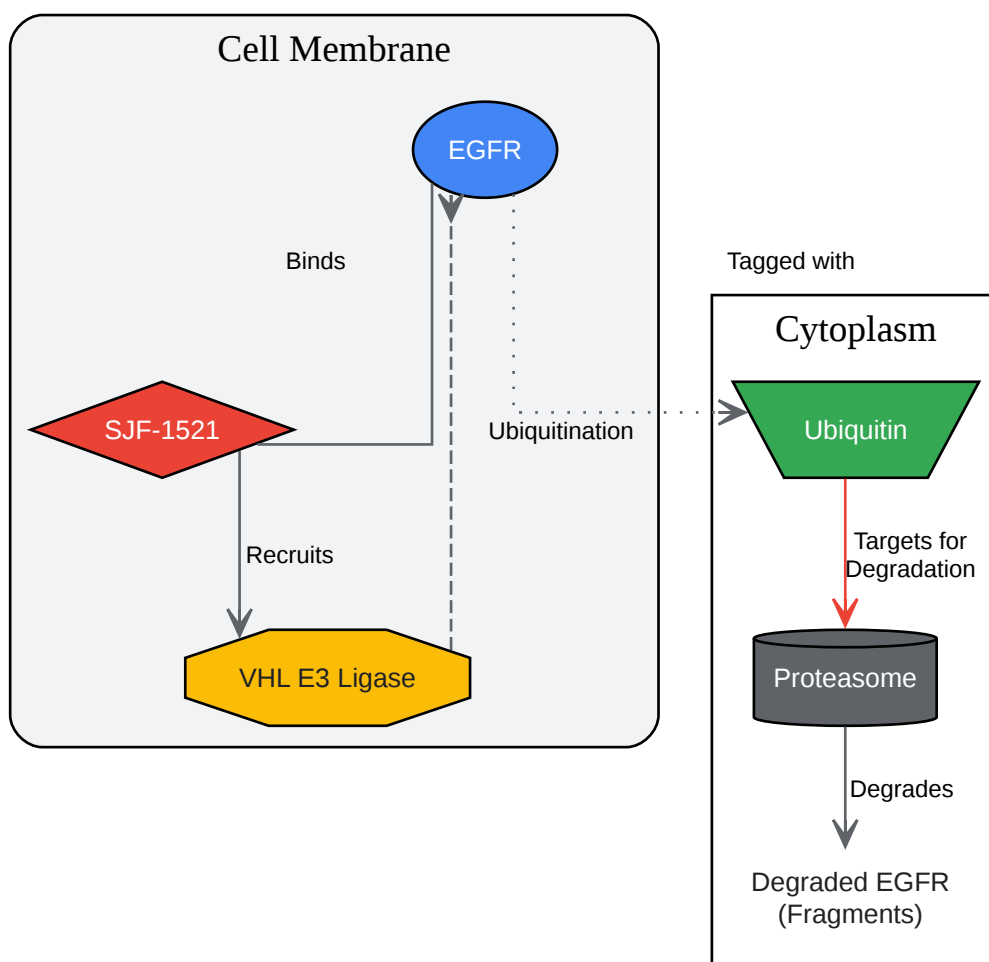 Cell Membrane
EGFR
Binds
Tagged with
Cytoplasm
SJF-1521
Ubiquitination
Ubiquitin
Recruits
Targets for
Degradation
VHL E3 Ligase
Proteasome
Degrades
Degraded EGFR
(Fragments)